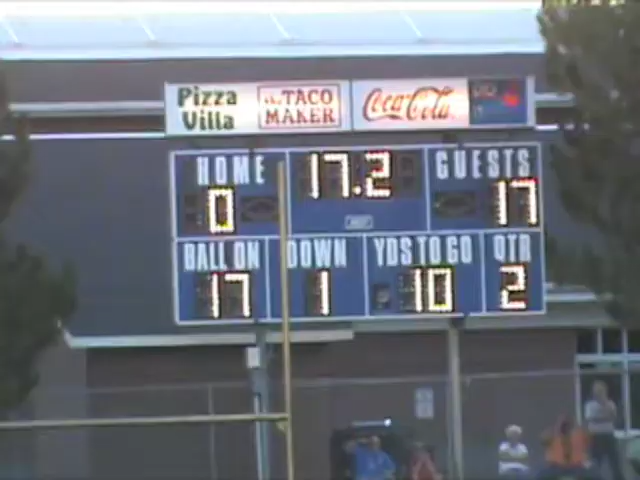 Pizza Villa
TACO MAKER
Coca-Cola
HOME 17.2 GUESTS
0 17
BALL ON DOWN YDS TO GO QTR
17 1 10 2